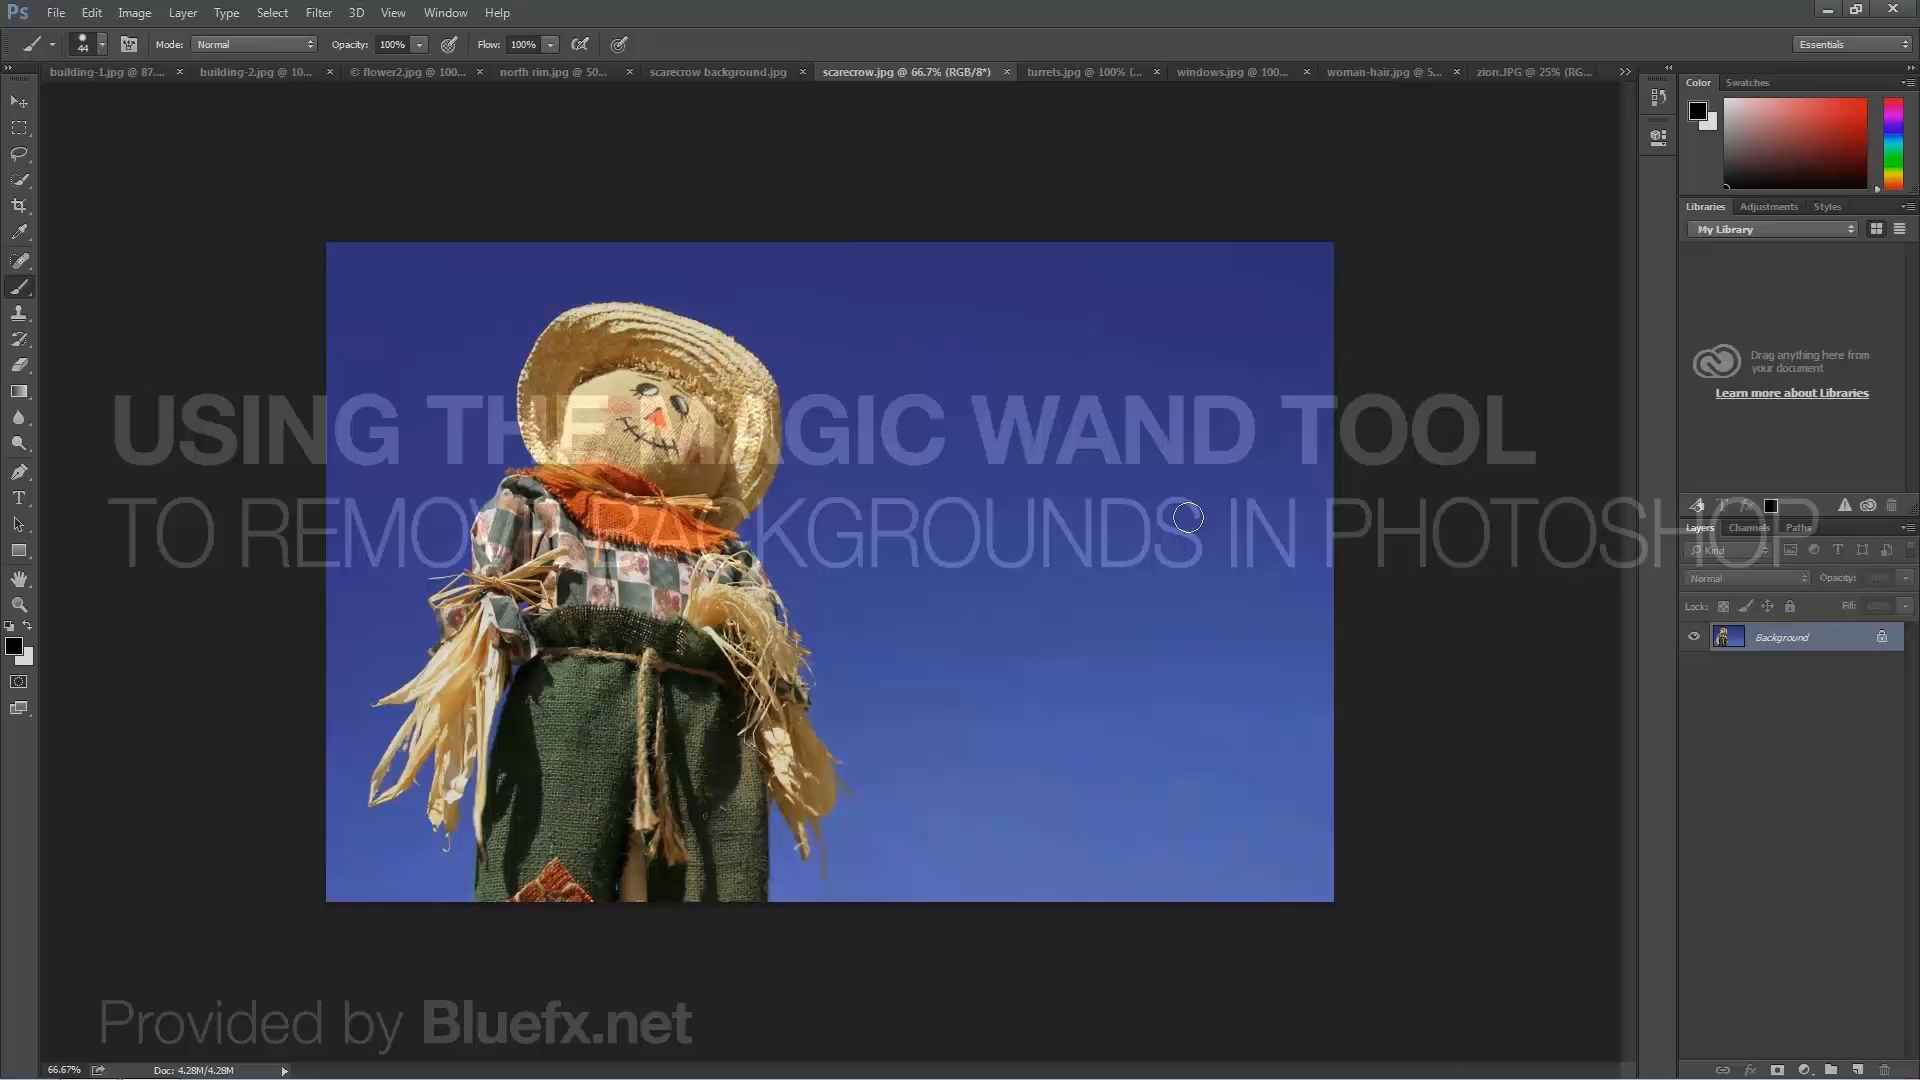 Ps File Edit Image Layer Type Select Filter 3D View Window Help
44 Mode: Normal Opacity: 100% Flow: 100% Essentials
building-1.jpg @ 87.... × building-2.jpg @ 10... × © flower2.jpg @ 100... × north rim.jpg @ 50... × scarecrow background.jpg × scarecrow.jpg @ 66.7% (RGB/8*) × turrets.jpg @ 100% (... × windows.jpg @ 100... × woman-hair.jpg @ 5... × zion.JPG @ 25% (RG...
Color Swatches
Libraries Adjustments Styles
My Library
Drag anything here from
your document
Learn more about Libraries
USING THE MAGIC WAND TOOL
TO REMOVE BACKGROUNDS IN PHOTOSHOP
Layers Channels Paths
Kind
Normal Opacity: 100%
Lock: Fill: 100%
Background
Provided by Bluefx.net
66.67% Doc: 4.28M/4.28M